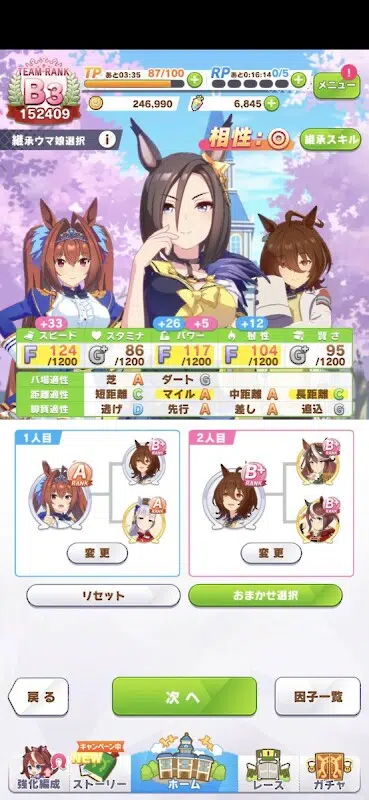 TEAM RANK
B3
152409
TP あと03:35 87/100
RP あと0:16:14 0/5
メニュー
246,990
6,845
継承ウマ娘選択
相性:◎
継承スキル
+33 +26 +5 +12
スピード スタミナ パワー 根性 賢さ
F 124/1200 G+ 86/1200 F 117/1200 F 104/1200 G 95/1200
バ場適性 芝 A ダート G
距離適性 短距離 C マイル A 中距離 A 長距離 C
脚質適性 逃げ D 先行 A 差し A 追込 G
1人目
A RANK
B+ RANK
A RANK
変更
2人目
B+ RANK
B+ RANK
B+ RANK
変更
リセット
おまかせ選択
戻る
次へ
因子一覧
キャンペーン中
NEW
強化編成
ストーリー
ホーム
レース
ガチャ